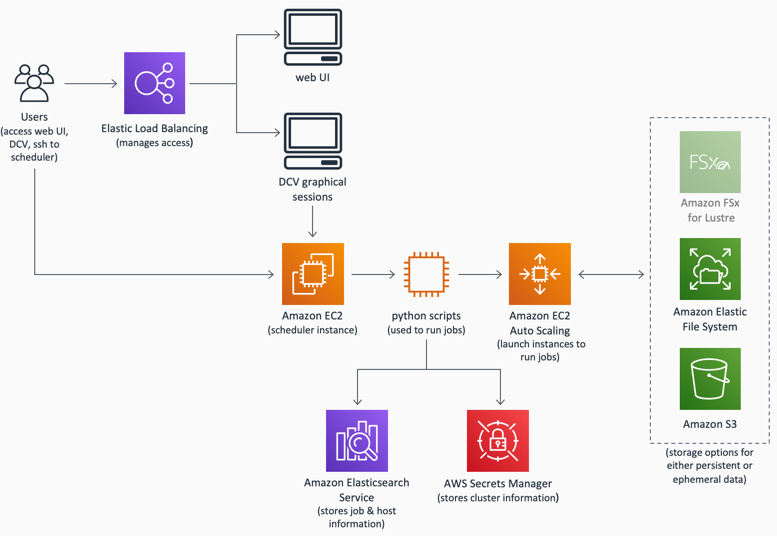 web UI
Users
(access web UI,
DCV, ssh to
scheduler)
Elastic Load Balancing
(manages access)
DCV graphical
sessions
FSx
Amazon FSx
for Lustre
Amazon EC2
(scheduler instance)
python scripts
(used to run jobs)
Amazon EC2
Auto Scaling
(launch instances to
run jobs)
Amazon Elastic
File System
Amazon S3
(storage options for
either persistent or
ephemeral data)
Amazon Elasticsearch
Service
(stores job & host
information)
AWS Secrets Manager
(stores cluster information)